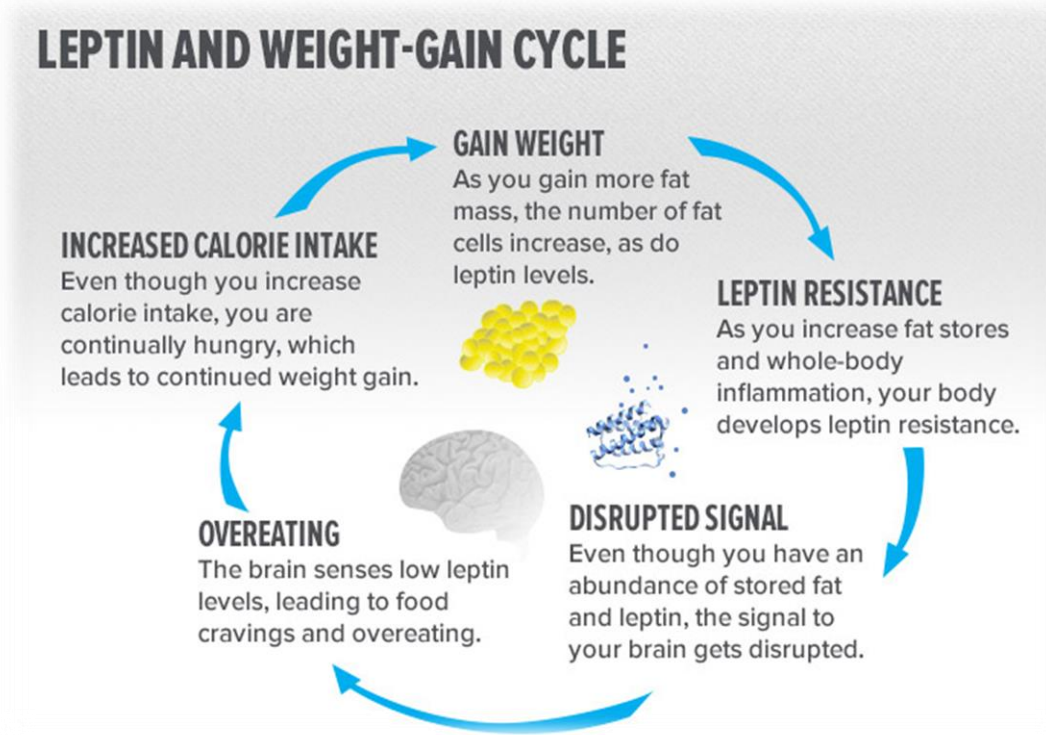 LEPTIN AND WEIGHT-GAIN CYCLE
GAIN WEIGHT
As you gain more fat
mass, the number of fat
cells increase, as do
leptin levels.
LEPTIN RESISTANCE
As you increase fat stores
and whole-body
inflammation, your body
develops leptin resistance.
DISRUPTED SIGNAL
Even though you have an
abundance of stored fat
and leptin, the signal to
your brain gets disrupted.
OVEREATING
The brain senses low leptin
levels, leading to food
cravings and overeating.
INCREASED CALORIE INTAKE
Even though you increase
calorie intake, you are
continually hungry, which
leads to continued weight gain.